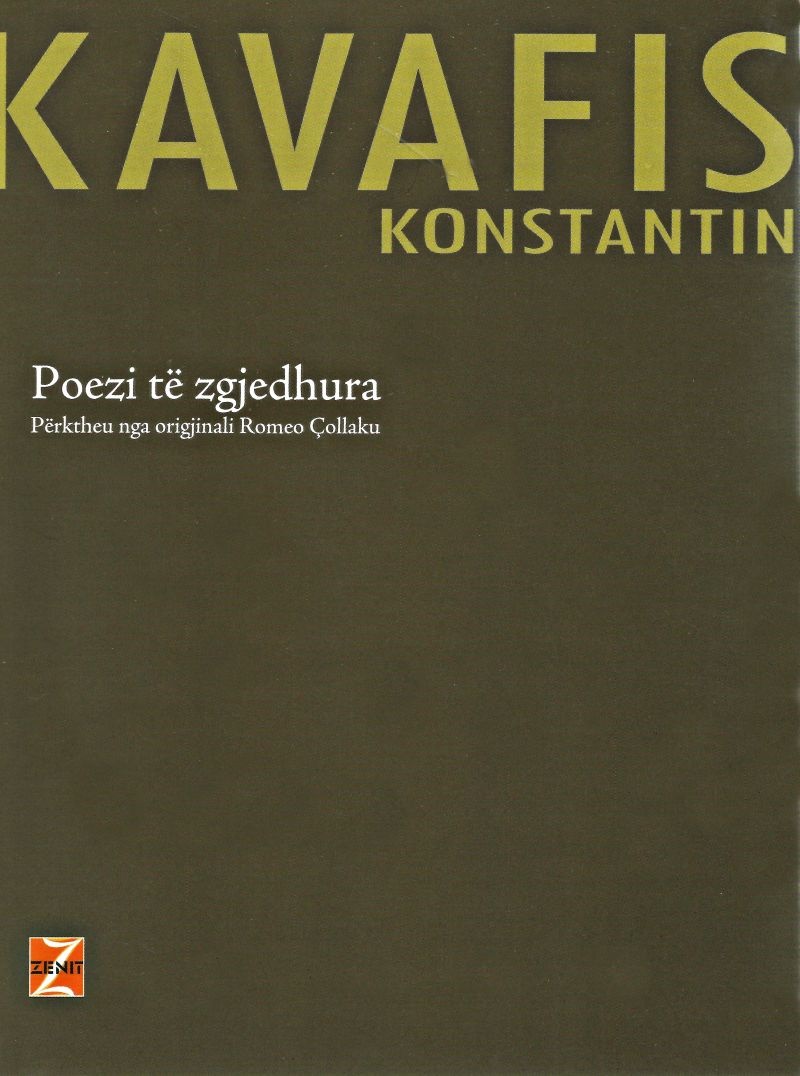 KAVAFIS
KONSTANTIN
Poezi të zgjedhura
Përktheu nga origjinali Romeo Çollaku
ZENIT